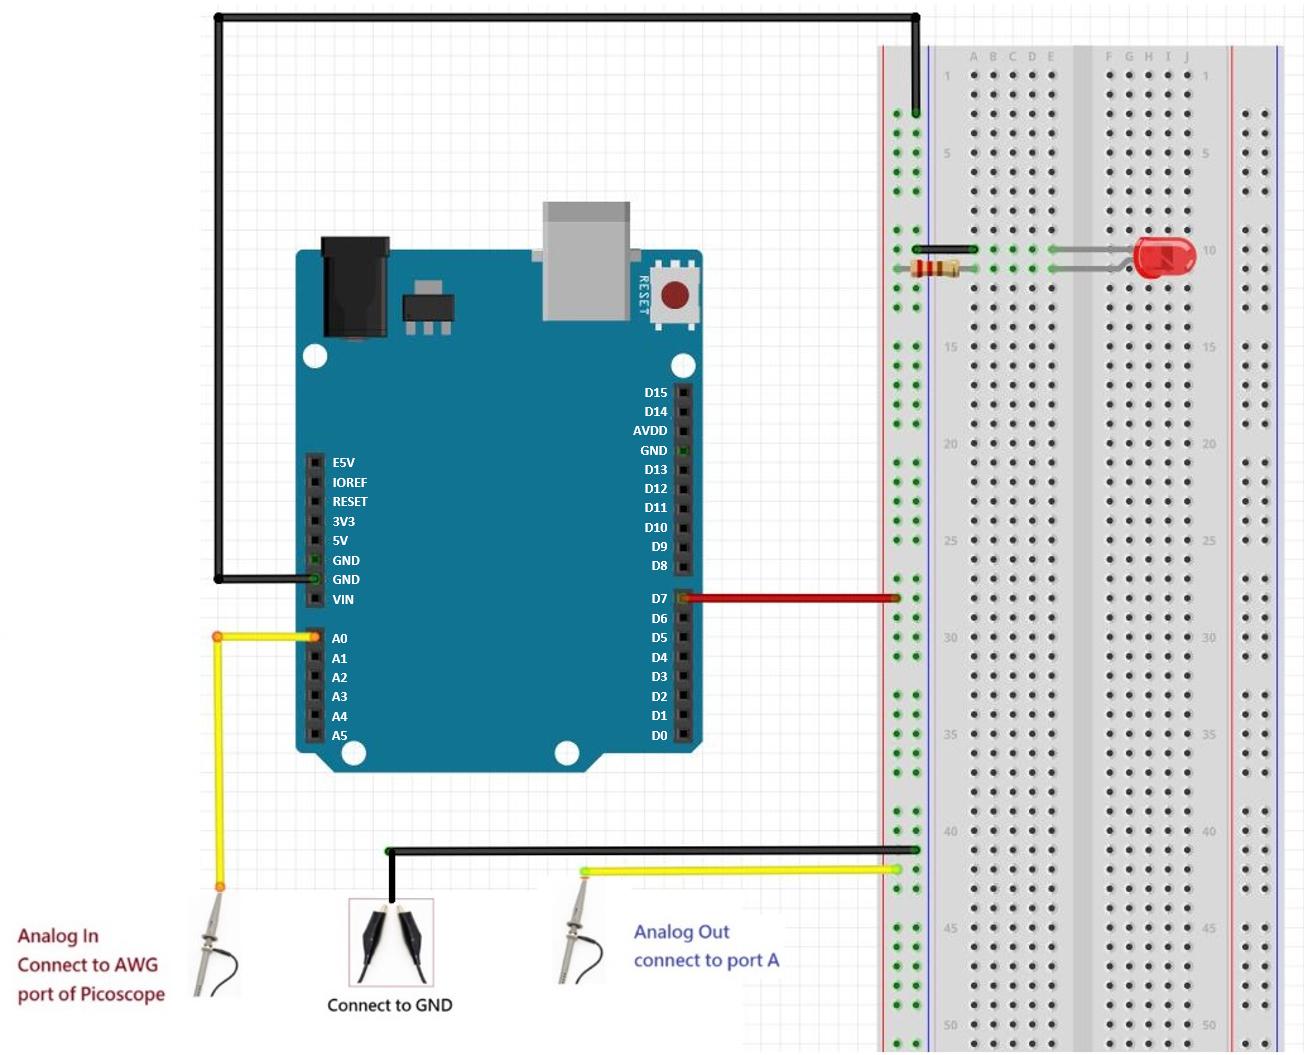 A B C D E F G H I J
1 1
5 5
10 10
15 15
20 20
25 25
30 30
35 35
40 40
45 45
50 50
RESET
E5V
IOREF
RESET
3V3
5V
GND
GND
VIN
A0
A1
A2
A3
A4
A5
D15
D14
AVDD
GND
D13
D12
D11
D10
D9
D8
D7
D6
D5
D4
D3
D2
D1
D0
Analog In
Connect to AWG
port of Picoscope
Connect to GND
Analog Out
connect to port A